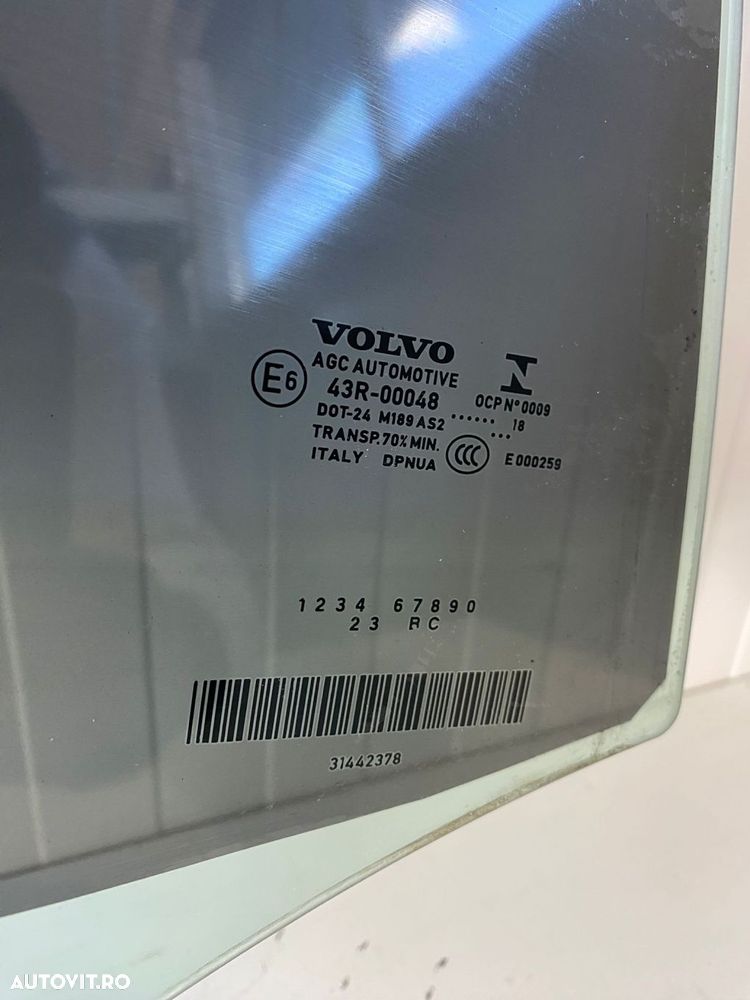 VOLVO
AGC AUTOMOTIVE
E6
43R-00048
DOT-24 M189 AS2
TRANSP.70% MIN.
ITALY DPNUA
N
OCP N° 0009
...... 18
...
CCC
E 000259
1234 67890
23 RC
31442378
AUTOVIT.RO